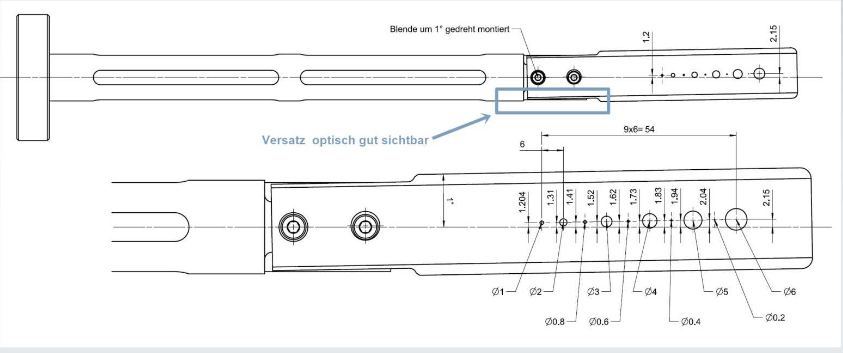 Blende um 1° gedreht montiert
1.2
2.15
Versatz optisch gut sichtbar
9x6= 54
6
1°
1.204
1.31
1.41
1.52
1.62
1.73
1.83
1.94
2.04
2.15
Ø1
Ø2
Ø3
Ø4
Ø5
Ø6
Ø0.8
Ø0.6
Ø0.4
Ø0.2